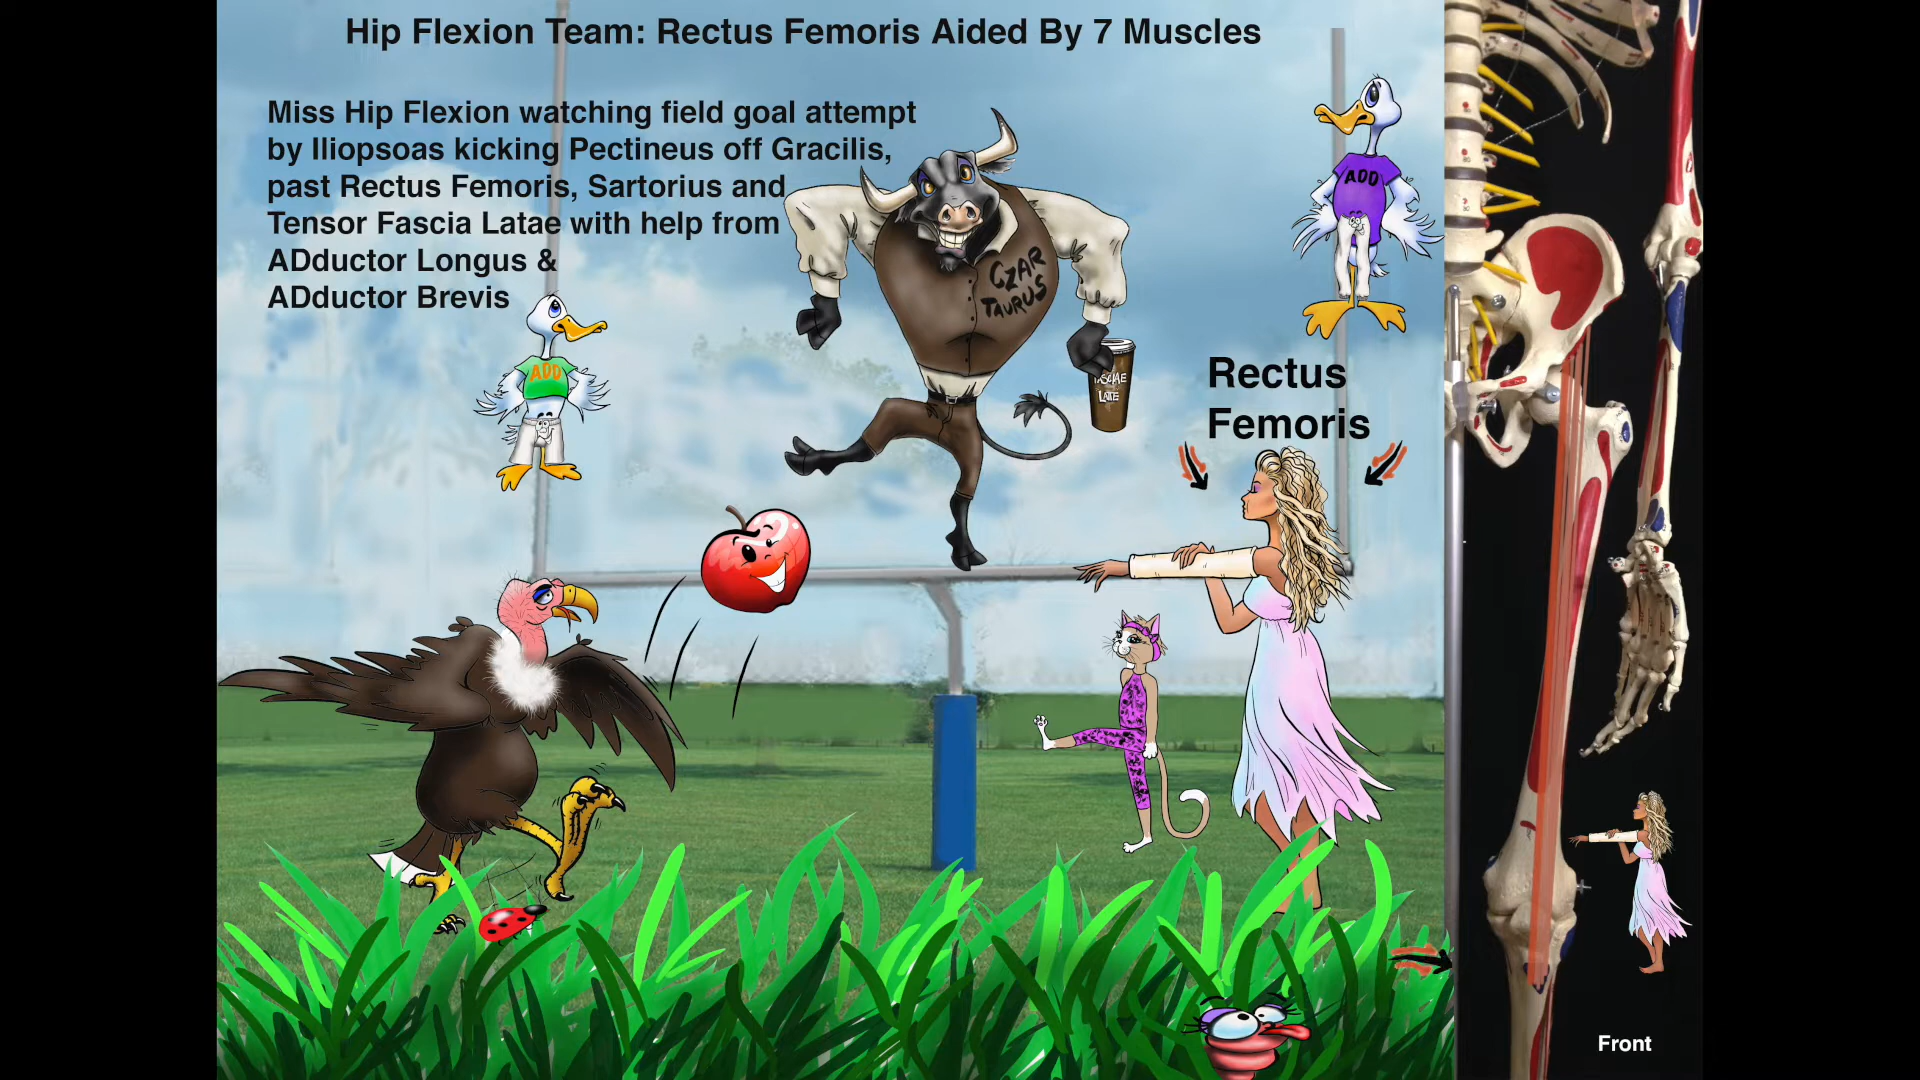 Hip Flexion Team: Rectus Femoris Aided By 7 Muscles
Miss Hip Flexion watching field goal attempt
by Iliopsoas kicking Pectineus off Gracilis,
past Rectus Femoris, Sartorius and
Tensor Fascia Latae with help from
ADductor Longus &
ADductor Brevis
ADD
CZAR
TAURUS
LATTE
ADD
Rectus
Femoris
Front